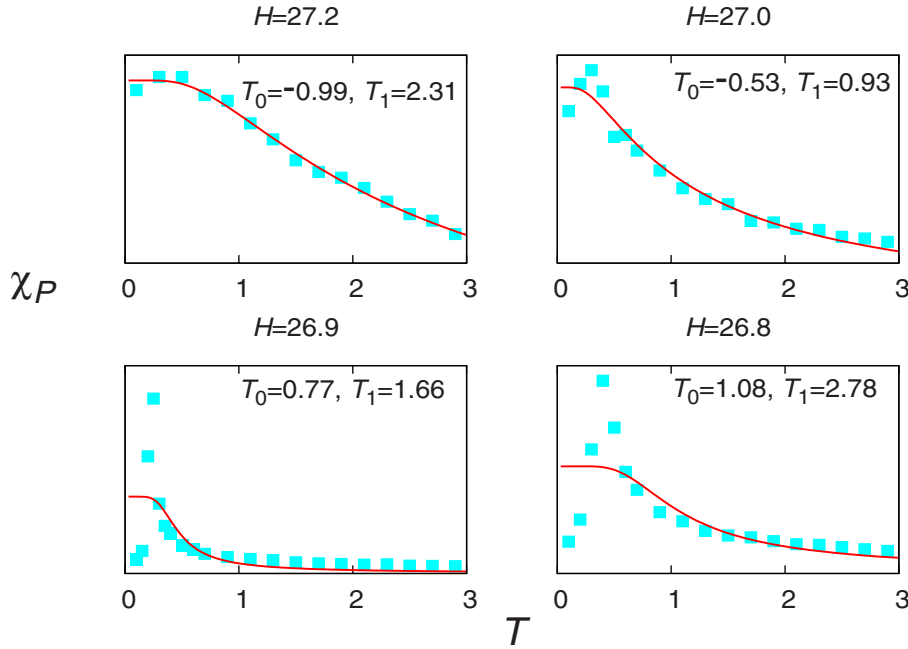 H=27.2
H=27.0
T0=-0.99, T1=2.31
T0=-0.53, T1=0.93
0 1 2 3
0 1 2 3
χP
H=26.9
H=26.8
T0=0.77, T1=1.66
T0=1.08, T1=2.78
0 1 2 3
0 1 2 3
T